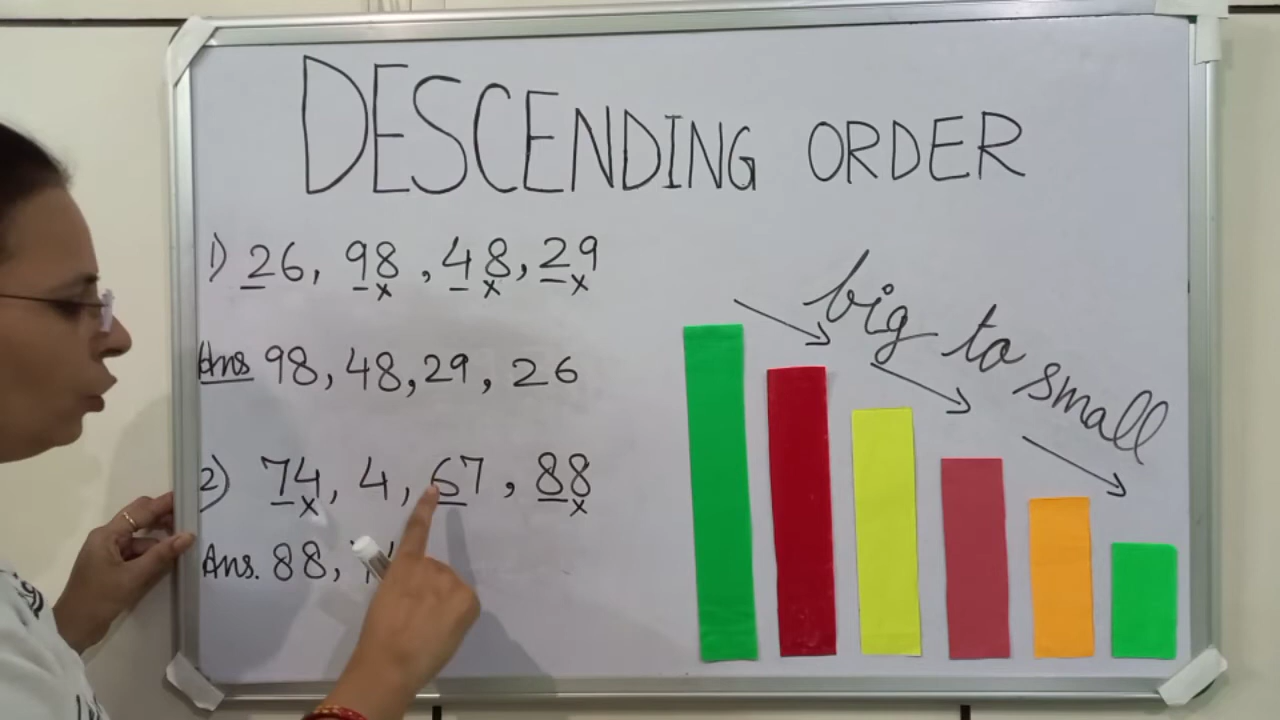 DESCENDING ORDER
1) 26, 98, 48, 29
Ans 98, 48, 29, 26
2) 74, 4, 67, 88
Ans. 88,
big to small